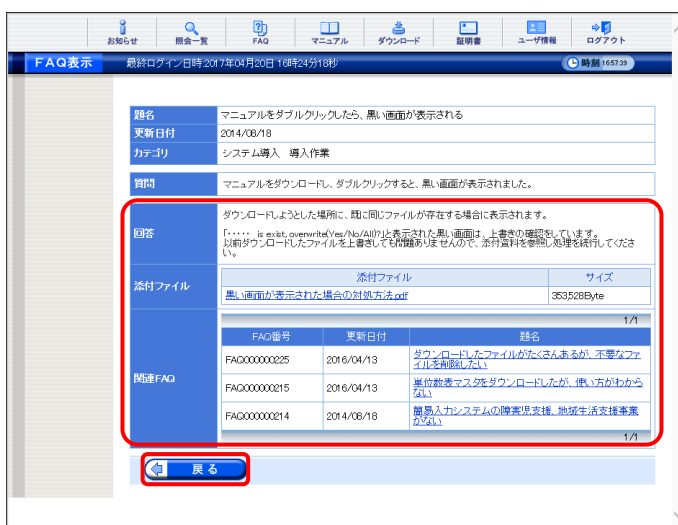 お知らせ 照会一覧 FAQ マニュアル ダウンロード 証明書 ユーザ情報 ログアウト
FAQ表示 最終ログイン日時:2017年04月20日 16時24分18秒 時刻 16:57:39
題名 マニュアルをダブルクリックしたら、黒い画面が表示される
更新日付 2014/08/18
カテゴリ システム導入 導入作業
質問 マニュアルをダウンロードし、ダブルクリックすると、黒い画面が表示されました。
ダウンロードしようとした場所に、既に同じファイルが存在する場合に表示されます。
回答 「・・・・・ is exist, overwrite(Yes/No/All)?」と表示された黒い画面は、上書きの確認をしています。
以前ダウンロードしたファイルを上書きしても問題ありませんので、添付資料を参照し処理を続行してくださ
い。
添付ファイル 添付ファイル サイズ
黒い画面が表示された場合の対処方法.pdf 353,528Byte
1/1
FAQ番号 更新日付 題名
関連FAQ
FAQ000000225 2016/04/13 ダウンロードしたファイルがたくさんあるが、不要なファ
イルを削除したい
FAQ000000215 2016/04/13 単位数表マスタをダウンロードしたが、使い方がわから
ない
FAQ000000214 2014/08/18 簡易入力システムの障害児支援、地域生活支援事業
がない
1/1
戻る